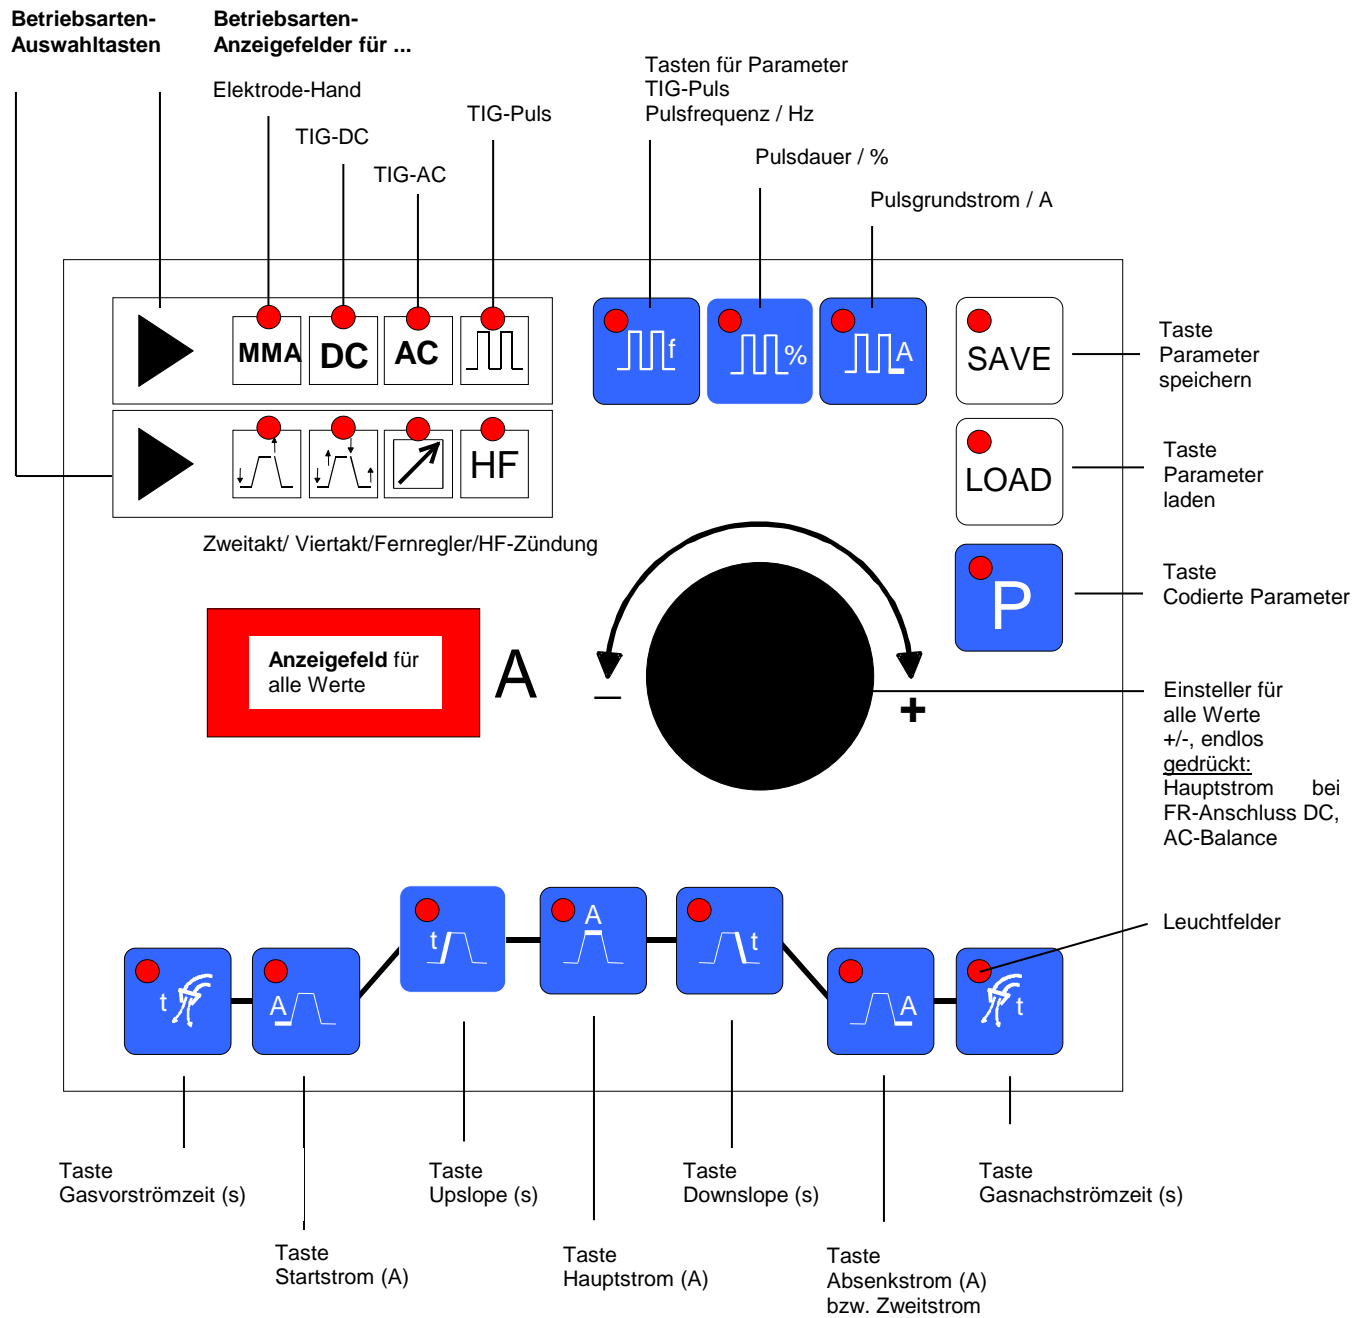 Betriebsarten-
Auswahltasten
Betriebsarten-
Anzeigefelder für ...
Elektrode-Hand
TIG-DC
TIG-AC
TIG-Puls
Tasten für Parameter
TIG-Puls
Pulsfrequenz / Hz
Pulsdauer / %
Pulsgrundstrom / A
MMA
DC
AC
f
%
A
SAVE
Taste
Parameter
speichern
HF
LOAD
Taste
Parameter
laden
Zweitakt/ Viertakt/Fernregler/HF-Zündung
P
Taste
Codierte Parameter
Anzeigefeld für
alle Werte
A
–
+
Einsteller für
alle Werte
+/-, endlos
gedrückt:
Hauptstrom bei
FR-Anschluss DC,
AC-Balance
Leuchtfelder
t
A
t
A
t
A
t
Taste
Gasvorströmzeit (s)
Taste
Upslope (s)
Taste
Downslope (s)
Taste
Gasnachströmzeit (s)
Taste
Startstrom (A)
Taste
Hauptstrom (A)
Taste
Absenkstrom (A)
bzw. Zweitstrom